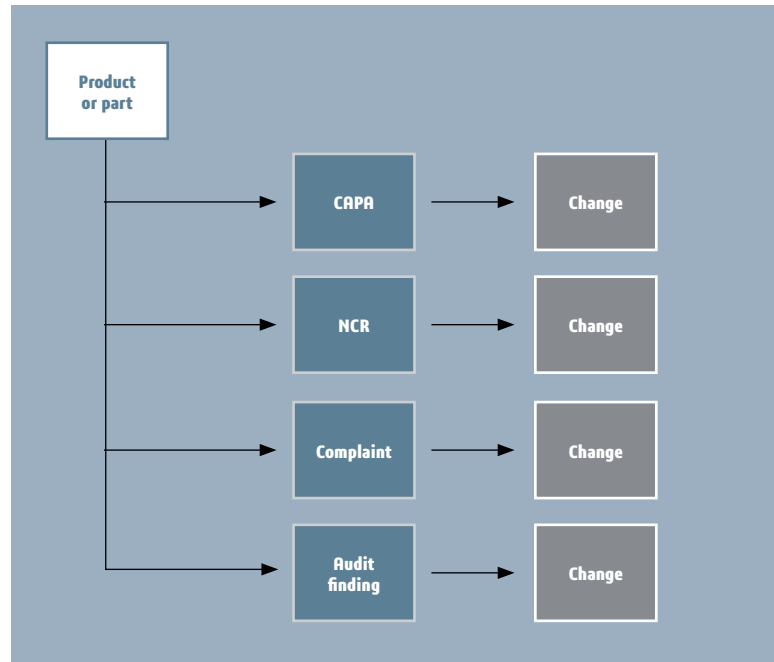 Product
or part
CAPA
Change
NCR
Change
Complaint
Change
Audit
finding
Change